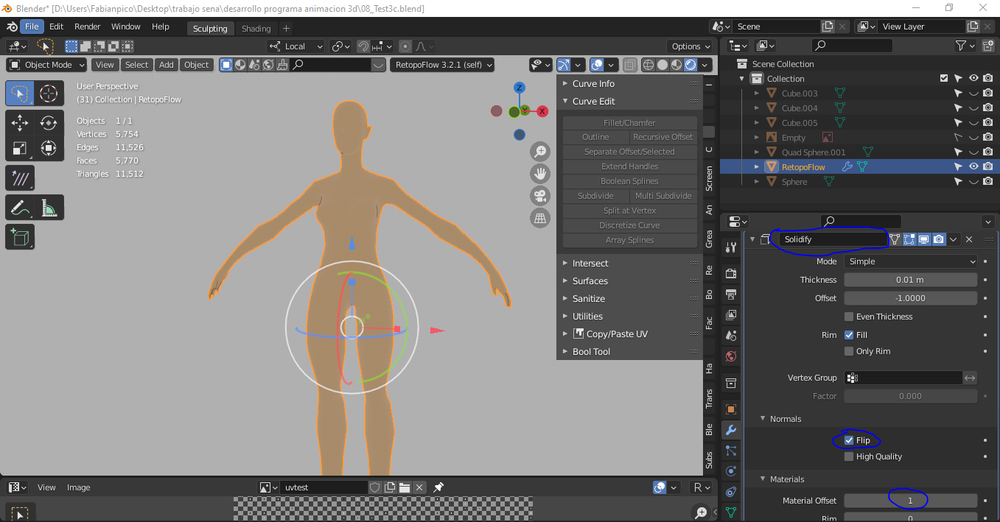 Blender* [D:\Users\Fabianpico\Desktop\trabajo sena\desarrollo programa animacion 3d\08_Test3c.blend]
File Edit Render Window Help Sculpting Shading + Scene View Layer
Local Options
Object Mode View Select Add Object RetopoFlow 3.2.1 (self)
User Perspective
(31) Collection | RetopoFlow
Objects 1 / 1
Vertices 5,754
Edges 11,526
Faces 5,770
Triangles 11,512
Z
Y
X
Curve Info
Curve Edit
Fillet/Chamfer
Outline Recursive Offset
Separate Offset/Selected
Extend Handles
Boolean Splines
Subdivide Multi Subdivide
Split at Vertex
Discretize Curve
Array Splines
Intersect
Surfaces
Sanitize
Utilities
Copy/Paste UV
Bool Tool
C
Screen
An
Grea
Re
Bo
Fac
Ha
Trans
Ble
Subs
Scene Collection
Collection
Cube.003
Cube.004
Cube.005
Empty
Quad Sphere.001
RetopoFlow
Sphere
Solidify
Mode Simple
Thickness 0.01 m
Offset -1.0000
Even Thickness
Rim Fill
Only Rim
Vertex Group
Factor 0.000
Normals
Flip
High Quality
Materials
Material Offset 1
Rim 0
View Image uvtest R